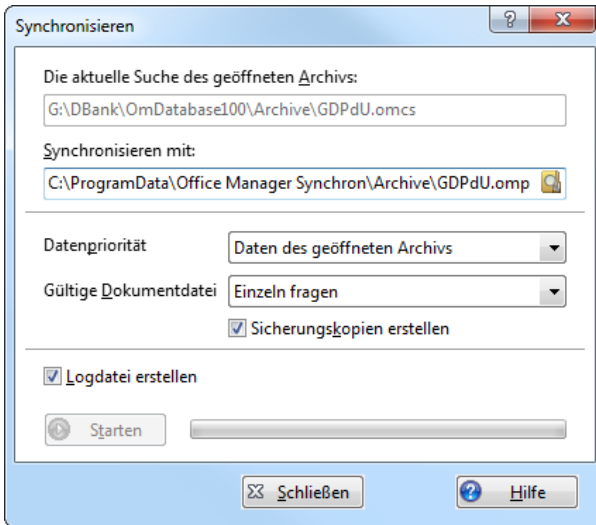 Synchronisieren
Die aktuelle Suche des geöffneten Archivs:
G:\DBank\OmDatabase100\Archive\GDPdU.omcs
Synchronisieren mit:
C:\ProgramData\Office Manager Synchron\Archive\GDPdU.omp
Datenpriorität Daten des geöffneten Archivs
Gültige Dokumentdatei Einzeln fragen
Sicherungskopien erstellen
Logdatei erstellen
Starten
Schließen Hilfe